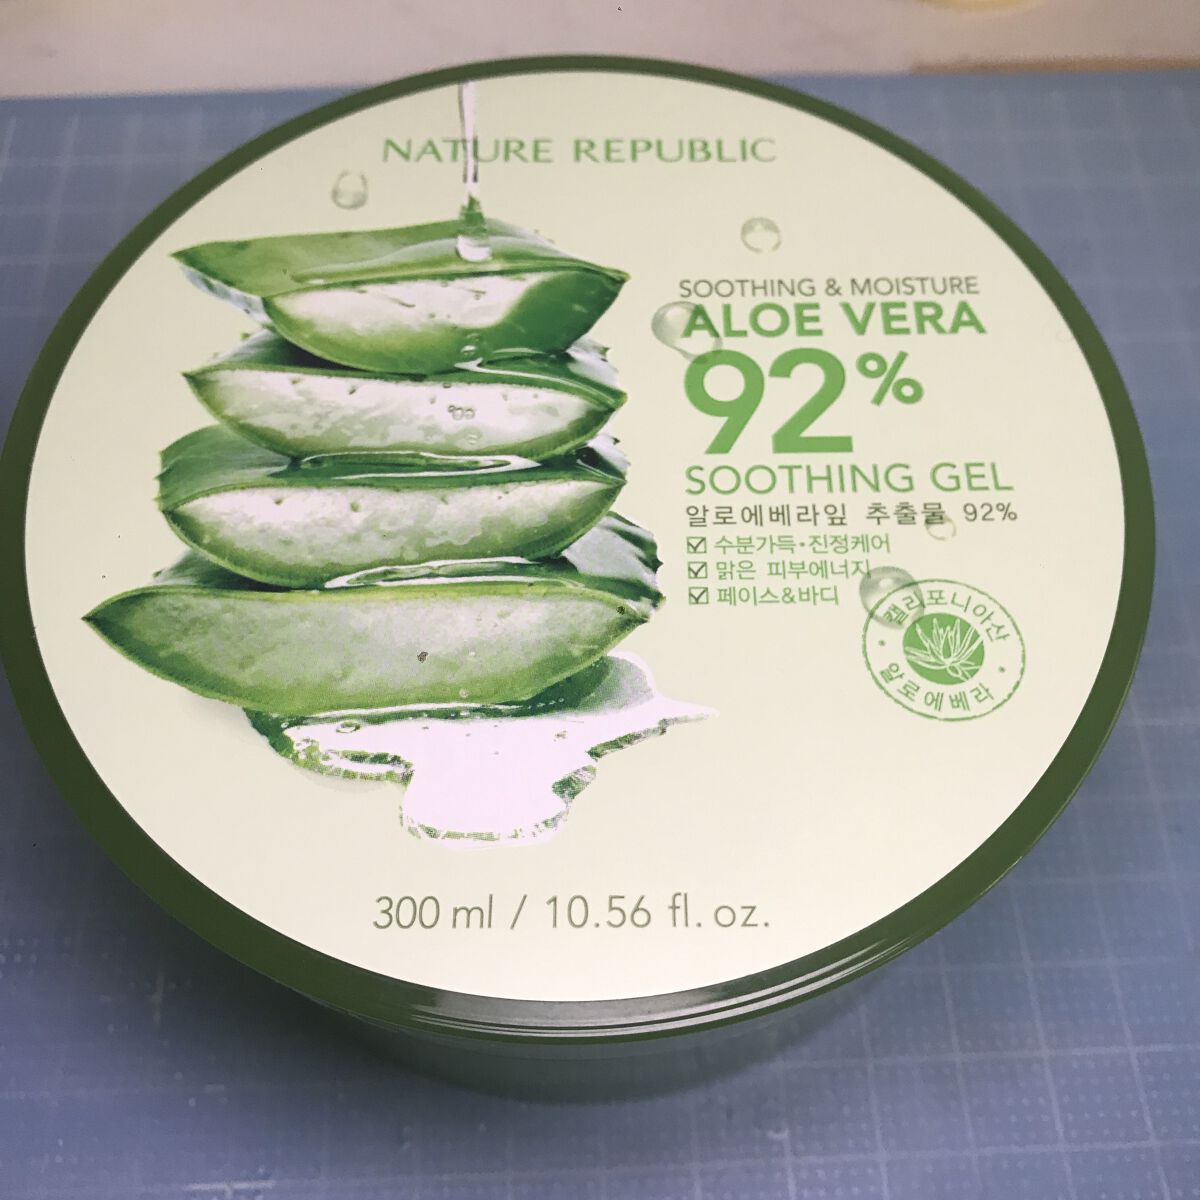 NATURE REPUBLIC
SOOTHING & MOISTURE
ALOE VERA
92%
SOOTHING GEL
알로에베라잎 추출물 92%
☑ 수분가득•진정케어
☑ 맑은 피부에너지
☑ 페이스&바디
캘리포니아산
알로에베라
300 ml / 10.56 fl. oz.